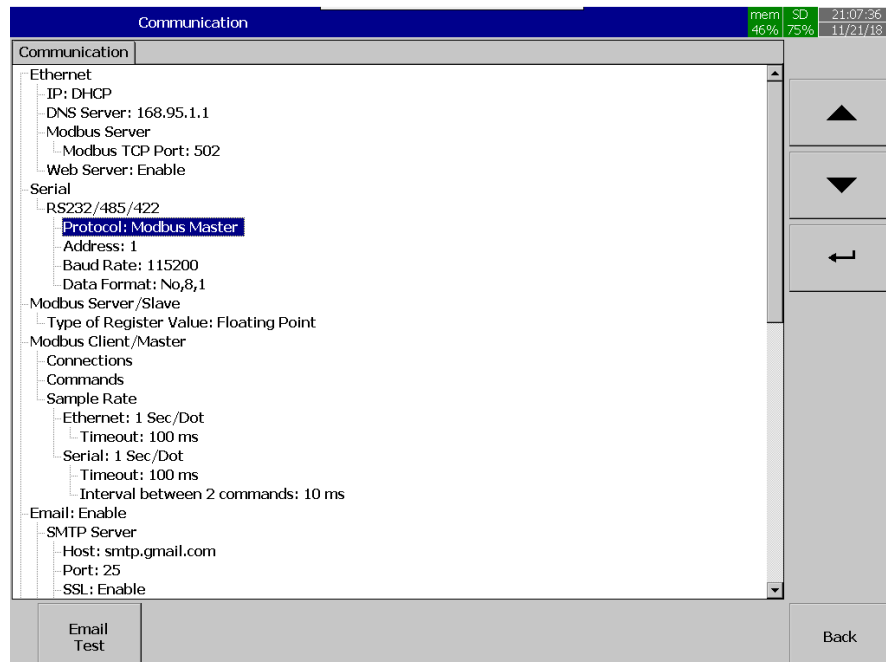 Communication
mem SD 21:07:36
46% 75% 11/21/18
Communication
Ethernet
IP: DHCP
DNS Server: 168.95.1.1
Modbus Server
Modbus TCP Port: 502
Web Server: Enable
Serial
RS232/485/422
Protocol: Modbus Master
Address: 1
Baud Rate: 115200
Data Format: No,8,1
Modbus Server/Slave
Type of Register Value: Floating Point
Modbus Client/Master
Connections
Commands
Sample Rate
Ethernet: 1 Sec/Dot
Timeout: 100 ms
Serial: 1 Sec/Dot
Timeout: 100 ms
Interval between 2 commands: 10 ms
Email: Enable
SMTP Server
Host: smtp.gmail.com
Port: 25
SSL: Enable
Email
Test
Back